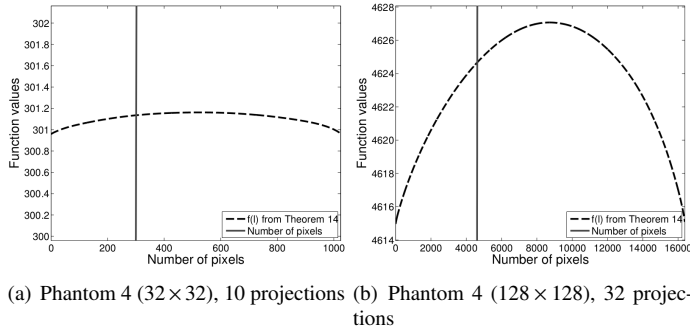 302
301.8
301.6
301.4
301.2
301
300.8
300.6
300.4
300.2
300
Function values
0 200 400 600 800 1000
Number of pixels
f(l) from Theorem 14
Number of pixels
4628
4626
4624
4622
4620
4618
4616
4614
Function values
0 2000 4000 6000 8000 10000 12000 14000 16000
Number of pixels
f(l) from Theorem 14
Number of pixels
(a) Phantom 4 (32×32), 10 projections (b) Phantom 4 (128 × 128), 32 projec-
tions